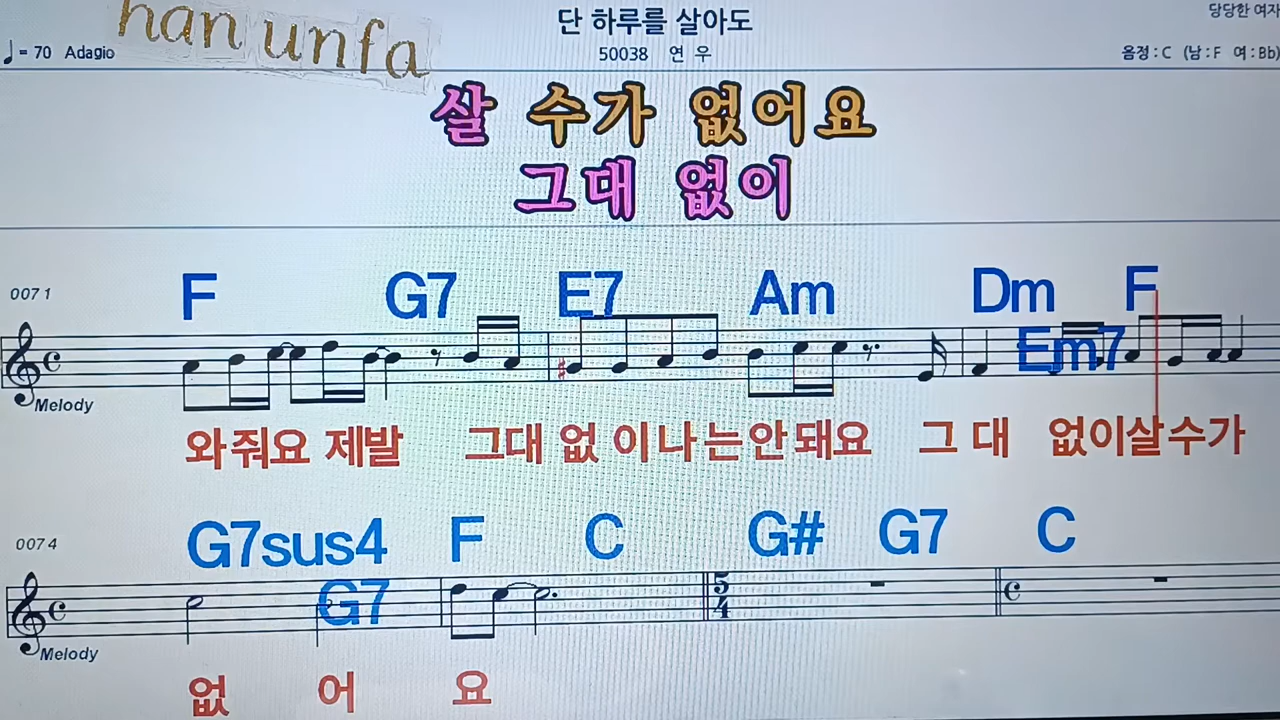 han unfa
단 하루를 살아도
당당한 여자
♩= 70 Adagio
50038 연 우
음정 : C (남 : F 여 : Bb)
살 수가 없어요
그대 없이
0071
F G7 E7 Am Dm Em7 F
Melody
와줘요 제발 그대 없이나는안돼요 그 대 없이살수가
0074
G7sus4 G7 F C G# G7 C
5
4
Melody
없 어 요